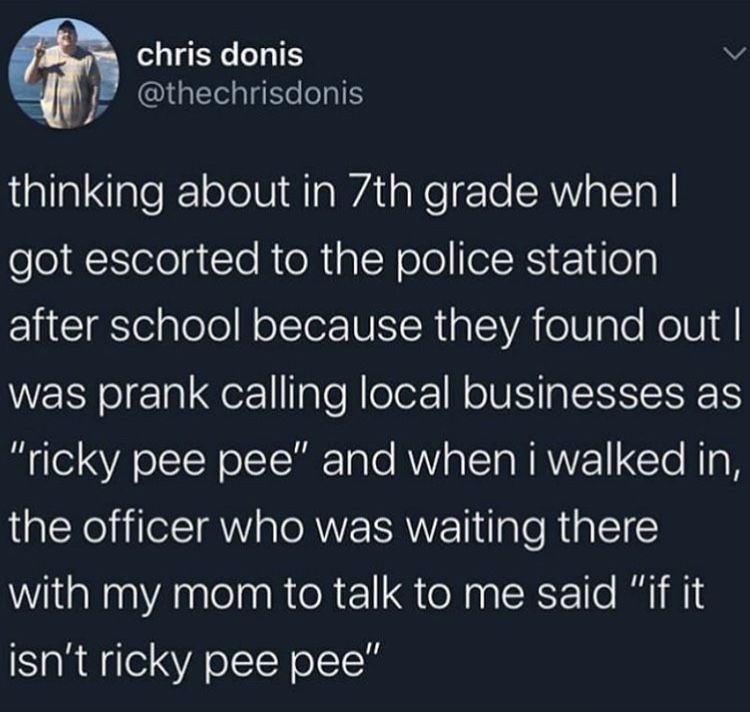 chris donis
@thechrisdonis
thinking about in 7th grade when I
got escorted to the police station
after school because they found out I
was prank calling local businesses as
"ricky pee pee" and when i walked in,
the officer who was waiting there
with my mom to talk to me said "if it
isn't ricky pee pee"